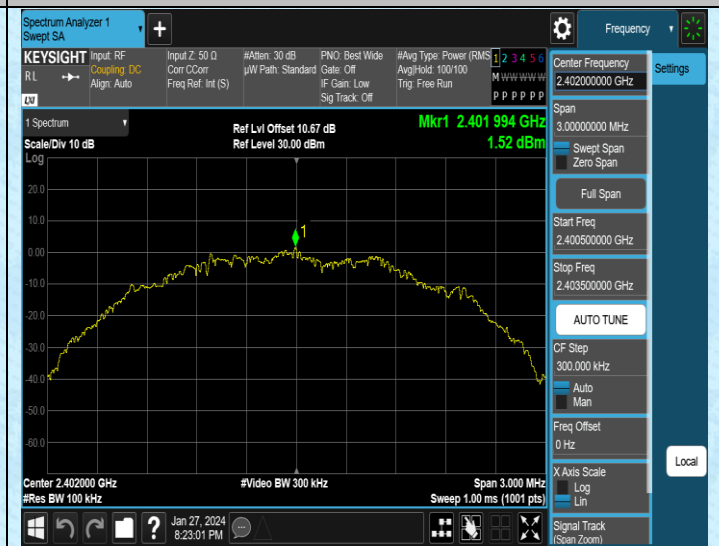 Spectrum Analyzer 1
Swept SA
+
Frequency
KEYSIGHT
RL
LXI
Input: RF
Coupling: DC
Align: Auto
Input Z: 50 Ω
Corr CCorr
Freq Ref: Int (S)
#Atten: 30 dB
µW Path: Standard
PNO: Best Wide
Gate: Off
IF Gain: Low
Sig Track: Off
#Avg Type: Power (RMS
Avg|Hold: 100/100
Trig: Free Run
1 2 3 4 5 6
M W W W W W
P P P P P P
1 Spectrum
Scale/Div 10 dB
Ref Lvl Offset 10.67 dB
Ref Level 30.00 dBm
Mkr1 2.401 994 GHz
1.52 dBm
Log
20.0
10.0
0.00
-10.0
-20.0
-30.0
-40.0
-50.0
-60.0
1
Center 2.402000 GHz
#Res BW 100 kHz
#Video BW 300 kHz
Span 3.000 MHz
Sweep 1.00 ms (1001 pts)
?
Jan 27, 2024
8:23:01 PM
Center Frequency
2.402000000 GHz
Span
3.00000000 MHz
Swept Span
Zero Span
Full Span
Start Freq
2.400500000 GHz
Stop Freq
2.403500000 GHz
AUTO TUNE
CF Step
300.000 kHz
Auto
Man
Freq Offset
0 Hz
X Axis Scale
Log
Lin
Signal Track
(Span Zoom)
Settings
Local